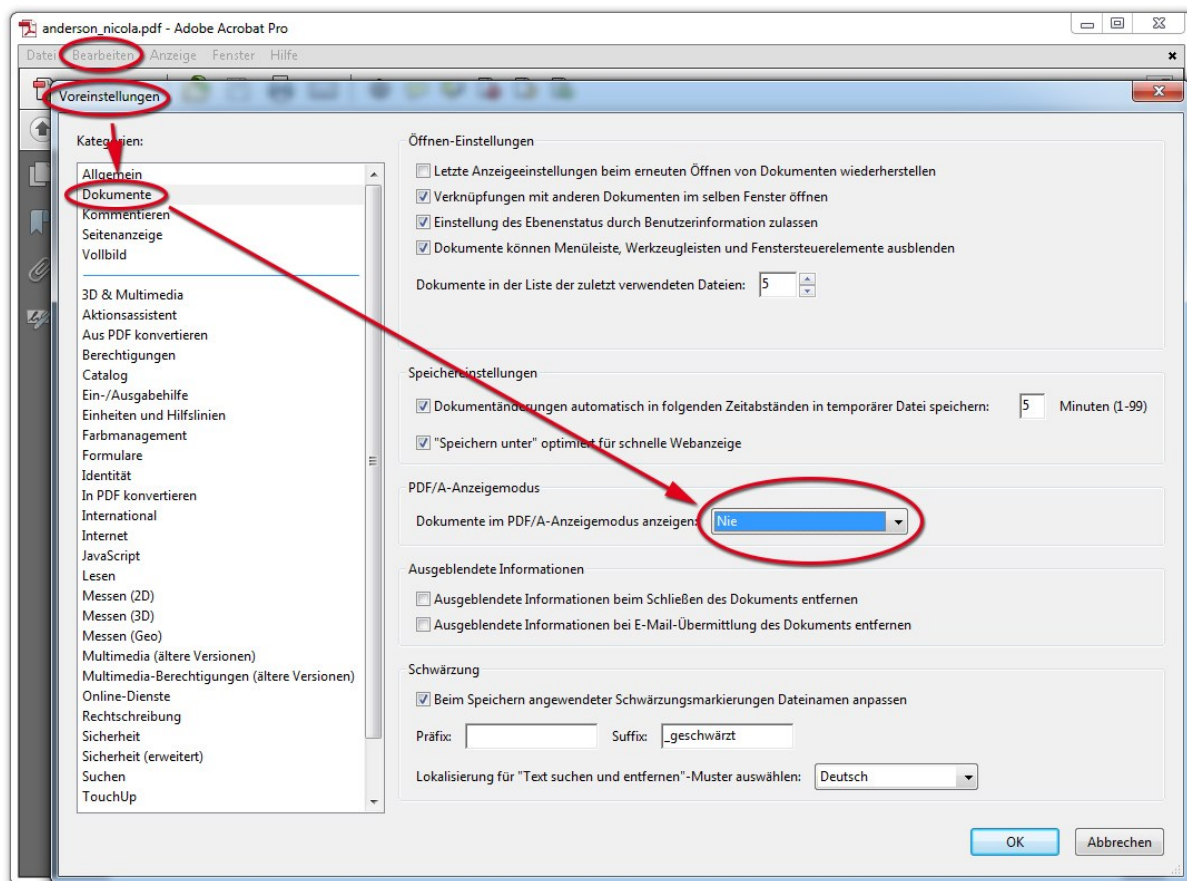 anderson_nicola.pdf - Adobe Acrobat Pro
Datei Bearbeiten Anzeige Fenster Hilfe
Voreinstellungen
Kategorien:
Allgemein
Dokumente
Kommentieren
Seitenanzeige
Vollbild
3D & Multimedia
Aktionsassistent
Aus PDF konvertieren
Berechtigungen
Catalog
Ein-/Ausgabehilfe
Einheiten und Hilfslinien
Farbmanagement
Formulare
Identität
In PDF konvertieren
International
Internet
JavaScript
Lesen
Messen (2D)
Messen (3D)
Messen (Geo)
Multimedia (ältere Versionen)
Multimedia-Berechtigungen (ältere Versionen)
Online-Dienste
Rechtschreibung
Sicherheit
Sicherheit (erweitert)
Suchen
TouchUp
Öffnen-Einstellungen
Letzte Anzeigeeinstellungen beim erneuten Öffnen von Dokumenten wiederherstellen
Verknüpfungen mit anderen Dokumenten im selben Fenster öffnen
Einstellung des Ebenenstatus durch Benutzerinformation zulassen
Dokumente können Menüleiste, Werkzeugleisten und Fenstersteuerelemente ausblenden
Dokumente in der Liste der zuletzt verwendeten Dateien: 5
Speichereinstellungen
Dokumentänderungen automatisch in folgenden Zeitabständen in temporärer Datei speichern: 5 Minuten (1-99)
"Speichern unter" optimiert für schnelle Webanzeige
PDF/A-Anzeigemodus
Dokumente im PDF/A-Anzeigemodus anzeigen: Nie
Ausgeblendete Informationen
Ausgeblendete Informationen beim Schließen des Dokuments entfernen
Ausgeblendete Informationen bei E-Mail-Übermittlung des Dokuments entfernen
Schwärzung
Beim Speichern angewendeter Schwärzungsmarkierungen Dateinamen anpassen
Präfix: Suffix: _geschwärzt
Lokalisierung für "Text suchen und entfernen"-Muster auswählen: Deutsch
OK Abbrechen